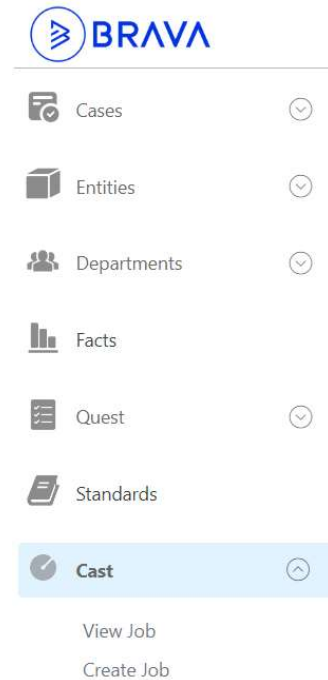 BRAVA
Cases
Entities
Departments
Facts
Quest
Standards
Cast
View Job
Create Job